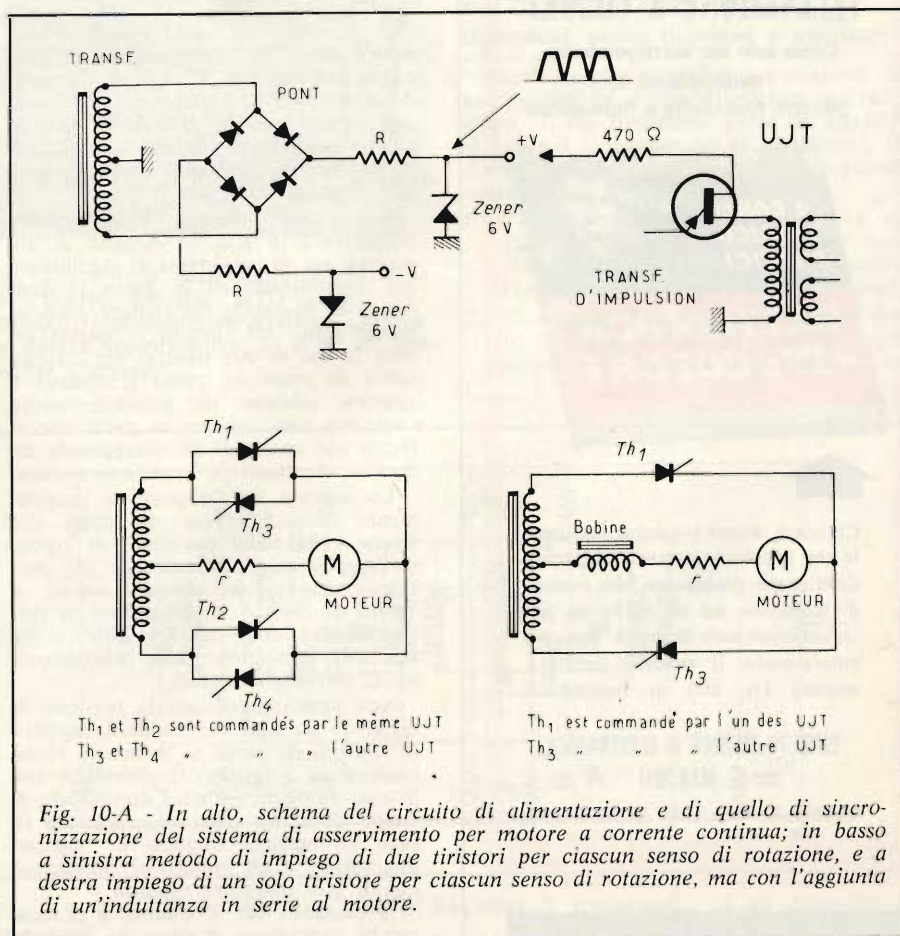 TRANSF.
PONT
R
+V
470 Ω
UJT
Zener
6 V
R
–V
Zener
6 V
TRANSF.
D'IMPULSION
Th1
Th3
r
M
MOTEUR
Th2
Th4
Th1
Bobine
r
M
MOTEUR
Th3
Th1 et Th2 sont commandés par le même UJT
Th3 et Th4 „ „ „ l'autre UJT
Th1 est commandé par l'un des UJT
Th3 „ „ l'autre UJT
Fig. 10-A - In alto, schema del circuito di alimentazione e di quello di sincro-
nizzazione del sistema di asservimento per motore a corrente continua; in basso
a sinistra metodo di impiego di due tiristori per ciascun senso di rotazione, e a
destra impiego di un solo tiristore per ciascun senso di rotazione, ma con l'aggiunta
di un'induttanza in serie al motore.